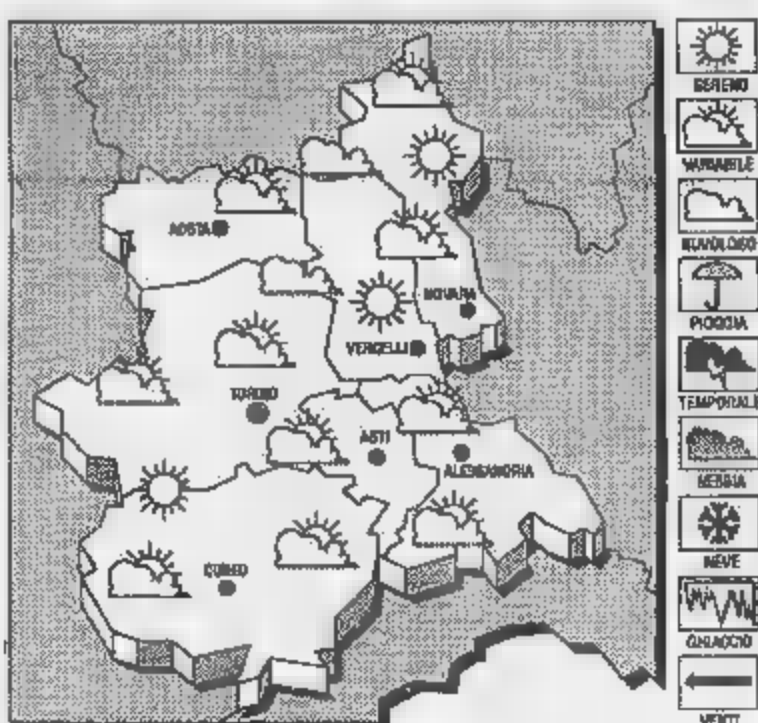 AOSTA
NOVARA
VERCELLI
TORINO
ASTI
ALESSANDRIA
CUNEO
SERENO
VARIABILE
NUVOLOSO
PIOGGIA
TEMPORALE
NEBBIA
NEVE
GHIACCIO
VENTI